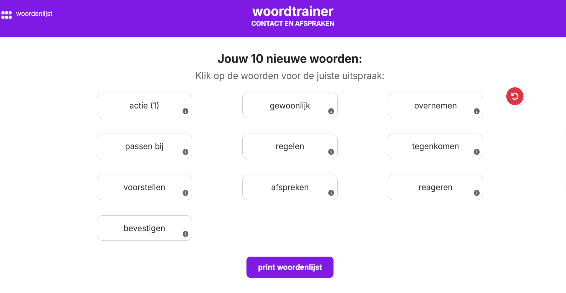 woordenlijst
woordtrainer
CONTACT EN AFSPRAKEN
Jouw 10 nieuwe woorden:
Klik op de woorden voor de juiste uitspraak:
actie (1)
gewoonlijk
overnemen
passen bij
regelen
tegenkomen
voorstellen
afspreken
reageren
bevestigen
print woordenlijst